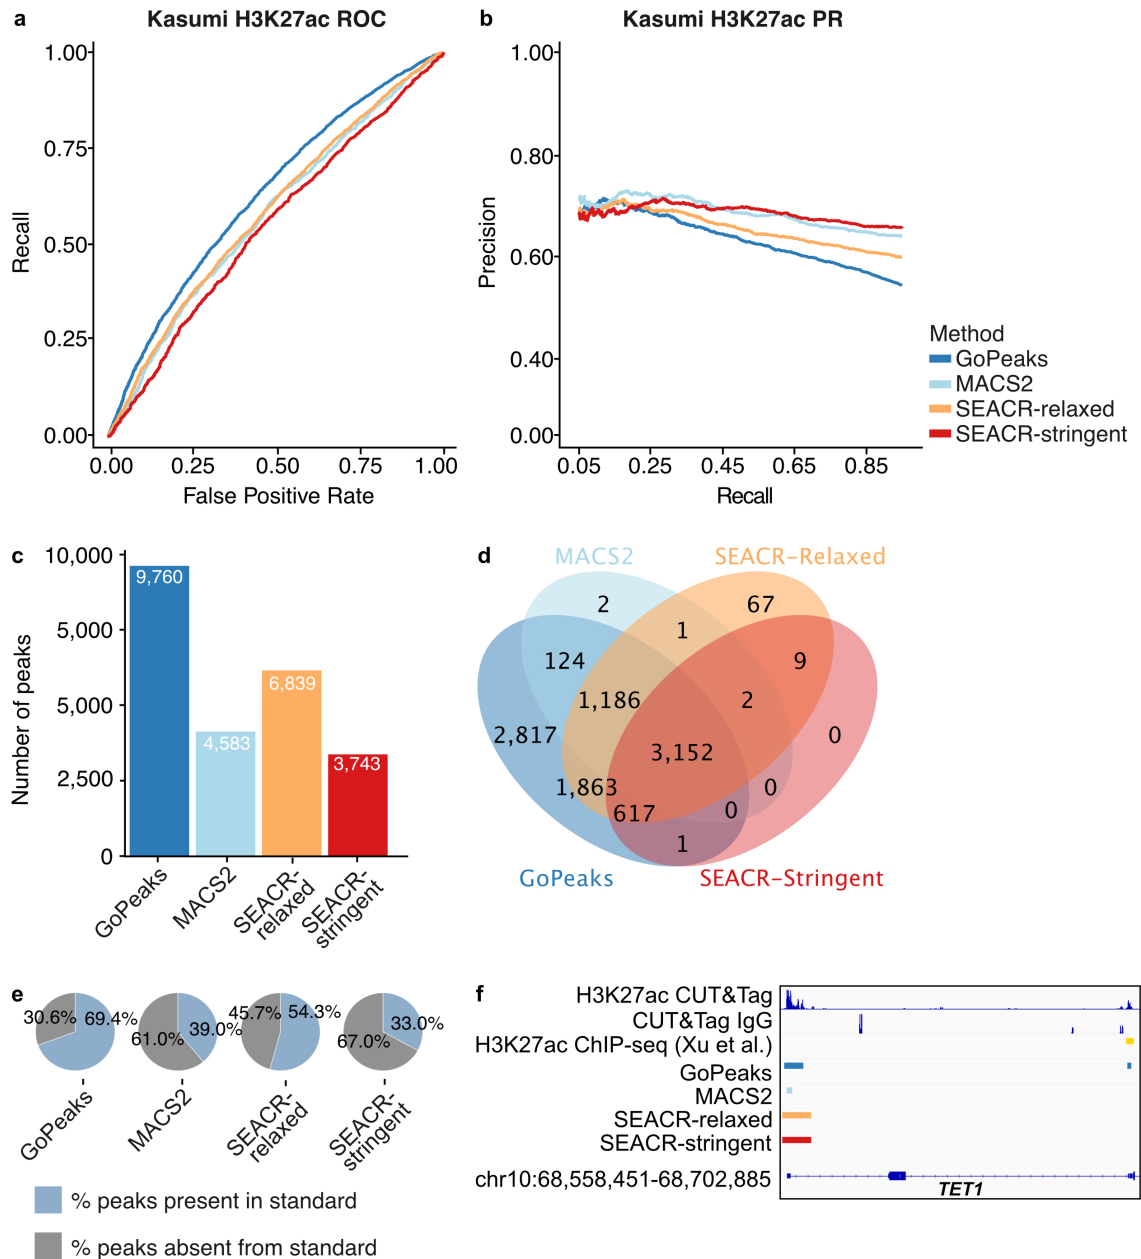 a
Kasumi H3K27ac ROC
1.00
0.75
0.50
0.25
0.00
Recall
0.00 0.25 0.50 0.75 1.00
False Positive Rate
b
Kasumi H3K27ac PR
1.00
0.80
0.60
0.40
0.00
Precision
0.05 0.25 0.45 0.65 0.85
Recall
Method
GoPeaks
MACS2
SEACR-relaxed
SEACR-stringent
c
10,000
5,000
5,000
2,500
0
Number of peaks
9,760
4,583
6,839
3,743
GoPeaks
MACS2
SEACR-
relaxed
SEACR-
stringent
d
MACS2
SEACR-Relaxed
2
67
1
124
9
1,186
2
2,817
3,152
0
1,863
0
617
0
1
GoPeaks
SEACR-Stringent
e
30.6% 69.4%
61.0% 39.0%
45.7% 54.3%
67.0% 33.0%
GoPeaks
MACS2
SEACR-
relaxed
SEACR-
stringent
% peaks present in standard
% peaks absent from standard
f
H3K27ac CUT&Tag
CUT&Tag IgG
H3K27ac ChIP-seq (Xu et al.)
GoPeaks
MACS2
SEACR-relaxed
SEACR-stringent
chr10:68,558,451-68,702,885
TET1